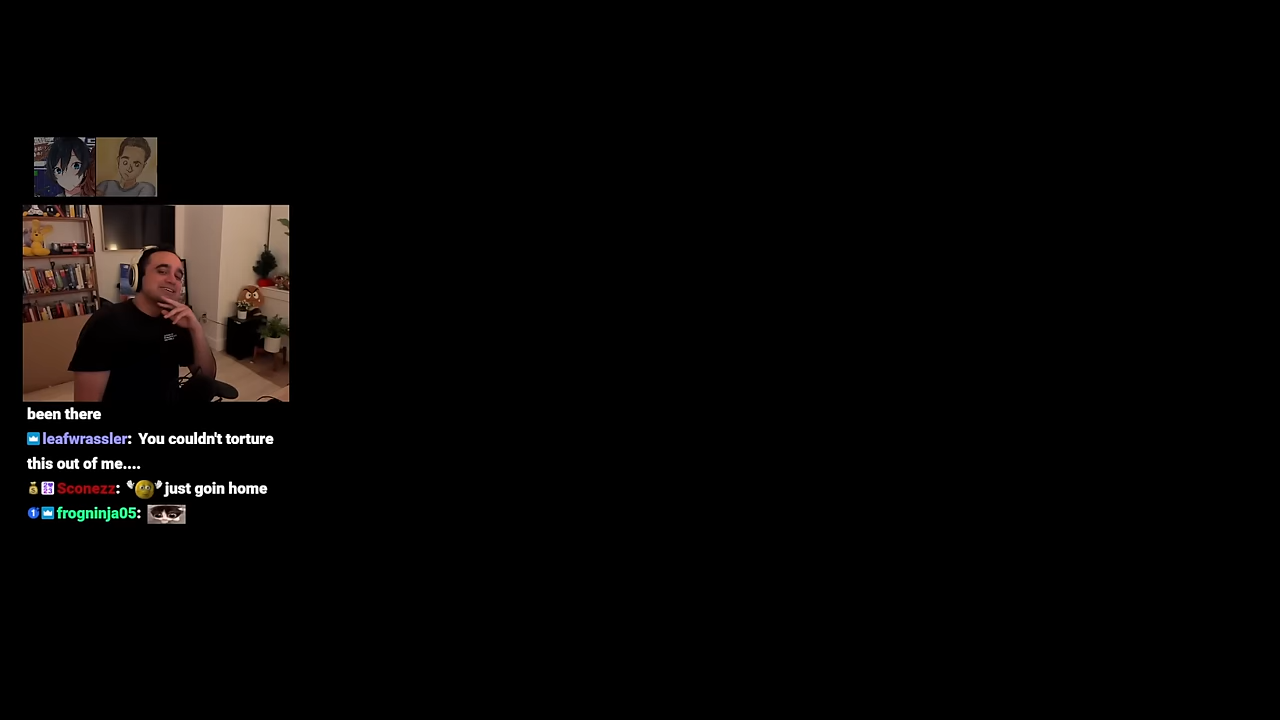 been there
leafwrassler: You couldn't torture
this out of me....
Sconezz: just goin home
frogninja05: